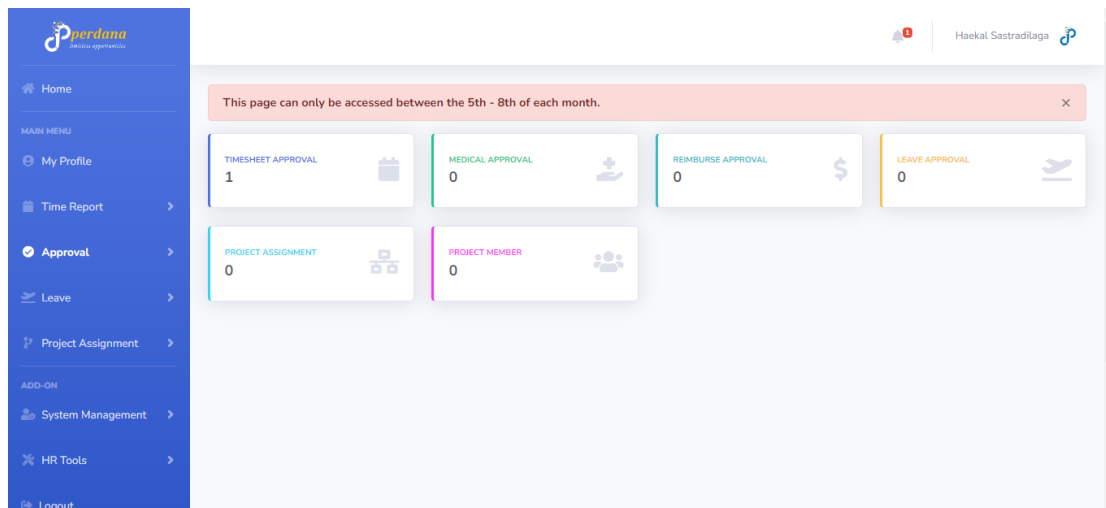 perdana
1
Haekal Sastradilaga
Home
MAIN MENU
My Profile
Time Report
Approval
Leave
Project Assignment
ADD-ON
System Management
HR Tools
Logout
This page can only be accessed between the 5th - 8th of each month.
×
TIMESHEET APPROVAL
1
MEDICAL APPROVAL
0
REIMBURSE APPROVAL
0
$
LEAVE APPROVAL
0
PROJECT ASSIGNMENT
0
PROJECT MEMBER
0